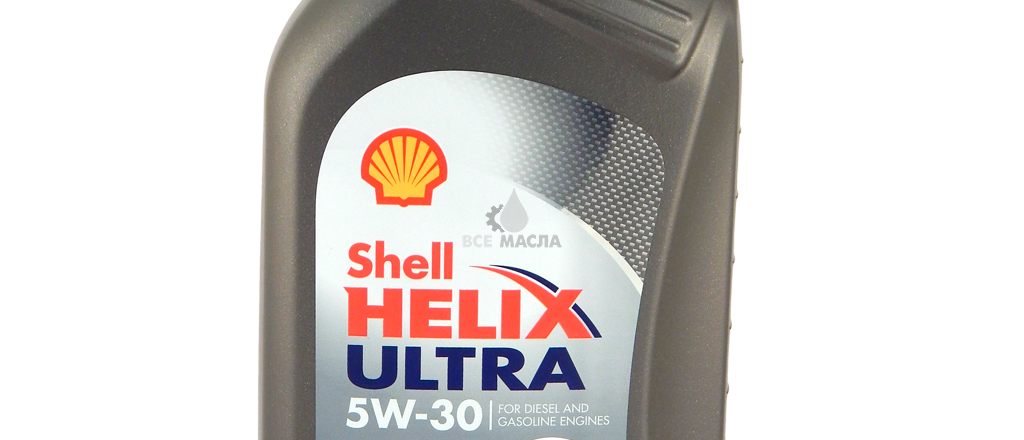 ВСЕ МАСЛА
Shell
HELIX
ULTRA
5W-30
FOR DIESEL AND
GASOLINE ENGINES